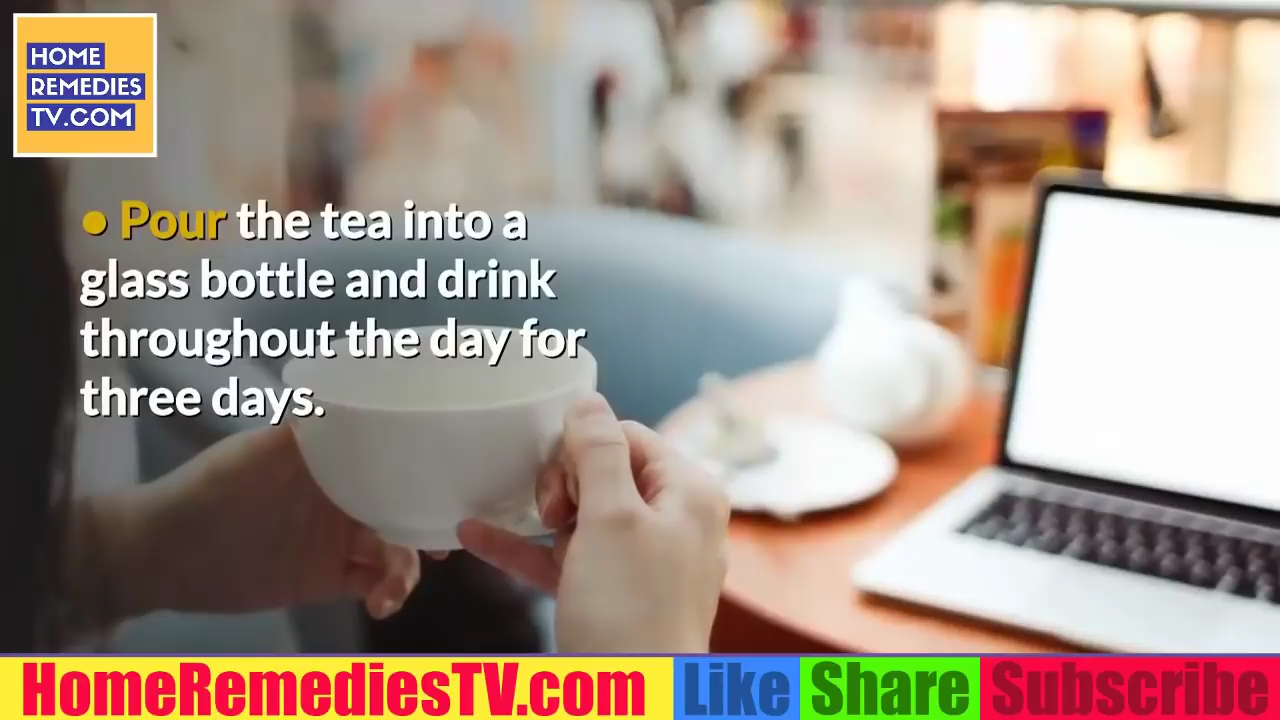 HOME
REMEDIES
TV.COM
● Pour the tea into a
glass bottle and drink
throughout the day for
three days.
HomeRemediesTV.com Like Share Subscribe